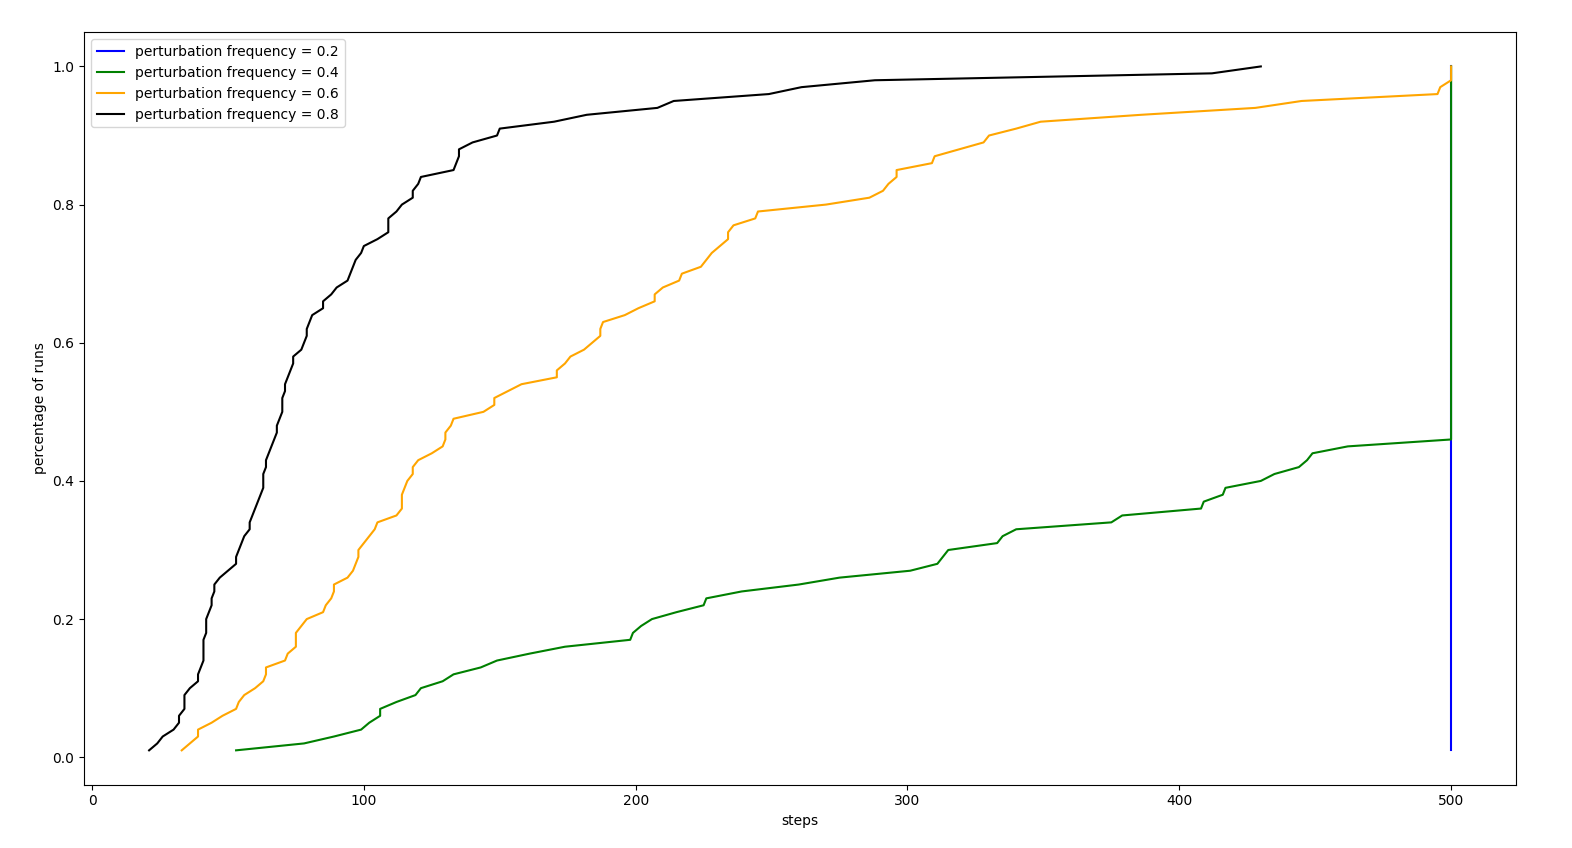 perturbation frequency = 0.2
perturbation frequency = 0.4
perturbation frequency = 0.6
perturbation frequency = 0.8
1.0
0.8
0.6
0.4
0.2
0.0
percentage of runs
0 100 200 300 400 500
steps